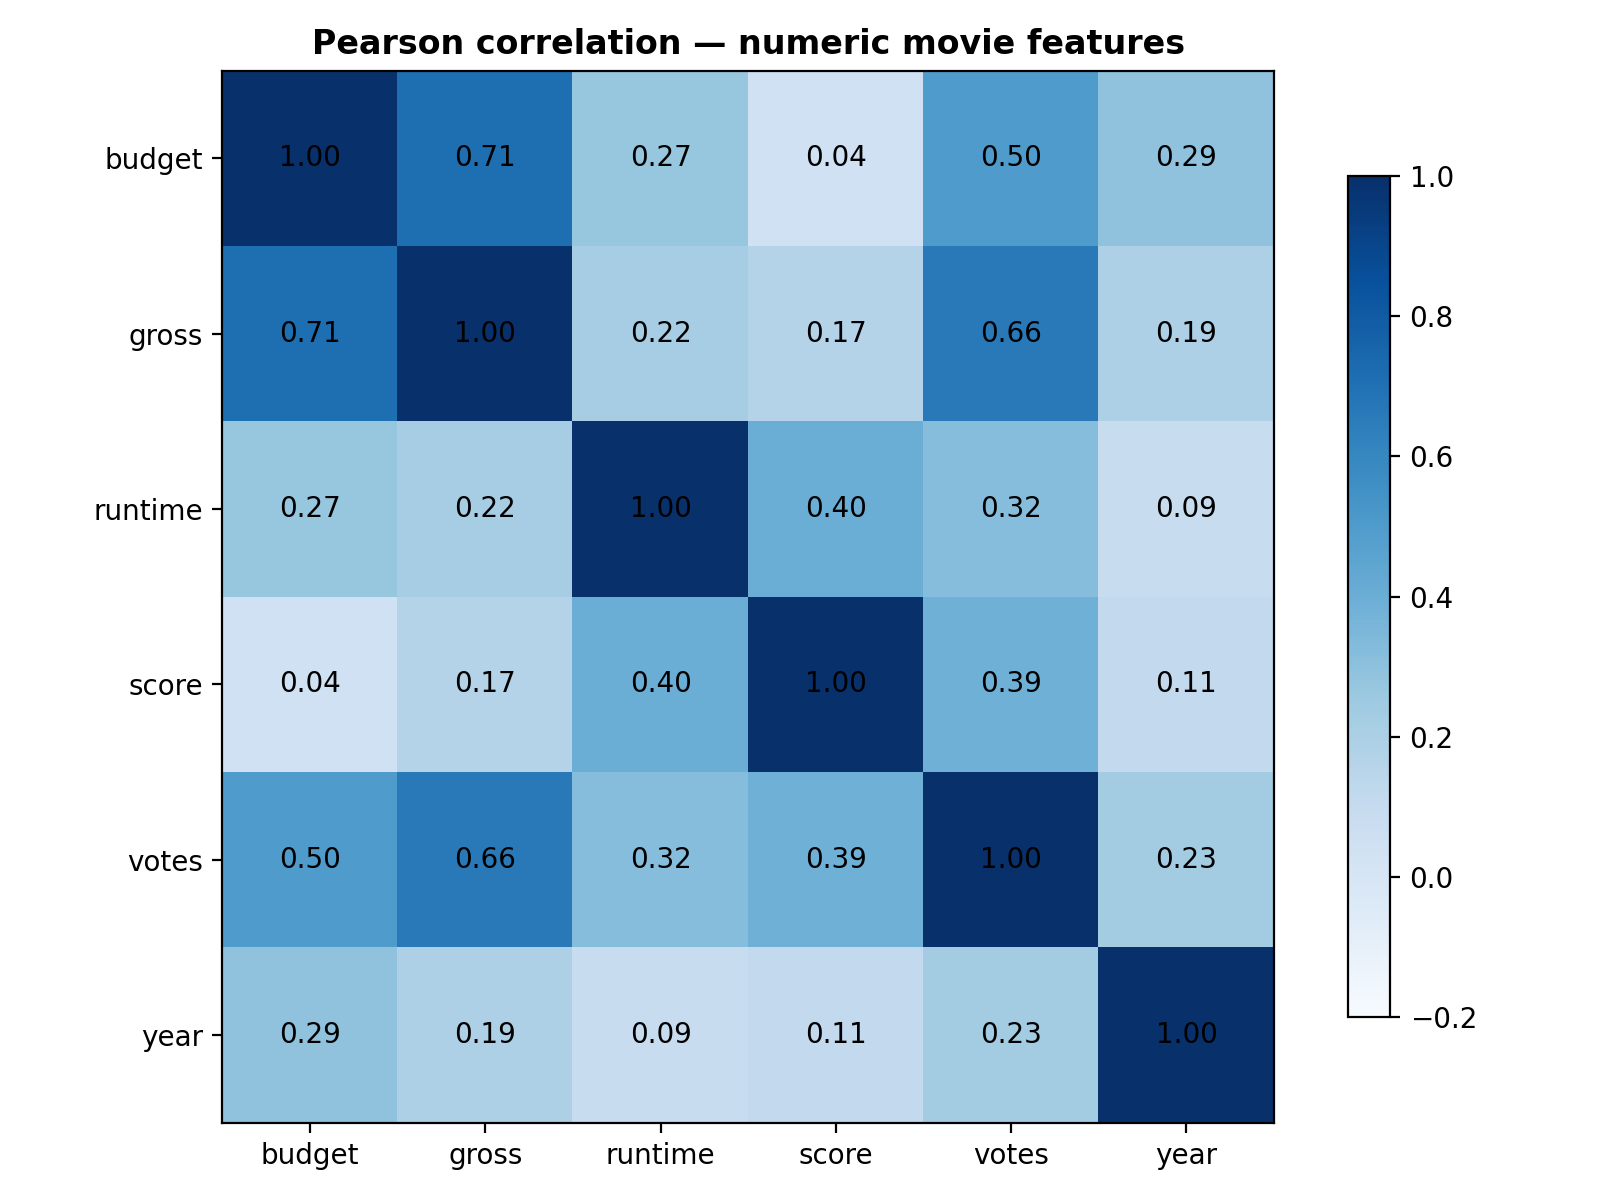 Pearson correlation — numeric movie features
budget 1.00 0.71 0.27 0.04 0.50 0.29
gross 0.71 1.00 0.22 0.17 0.66 0.19
runtime 0.27 0.22 1.00 0.40 0.32 0.09
score 0.04 0.17 0.40 1.00 0.39 0.11
votes 0.50 0.66 0.32 0.39 1.00 0.23
year 0.29 0.19 0.09 0.11 0.23 1.00
budget gross runtime score votes year
1.0
0.8
0.6
0.4
0.2
0.0
−0.2